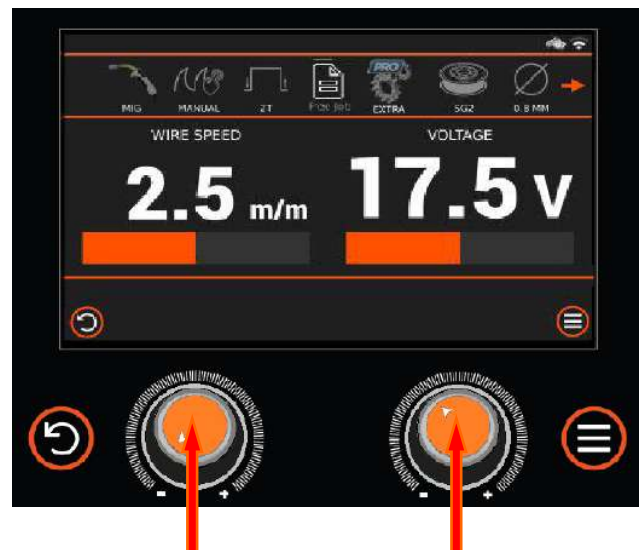 PRO
MIG MANUAL 2T Free Job EXTRA SG2 0.8 MM
WIRE SPEED VOLTAGE
2.5 m/m 17.5 V
- + - +